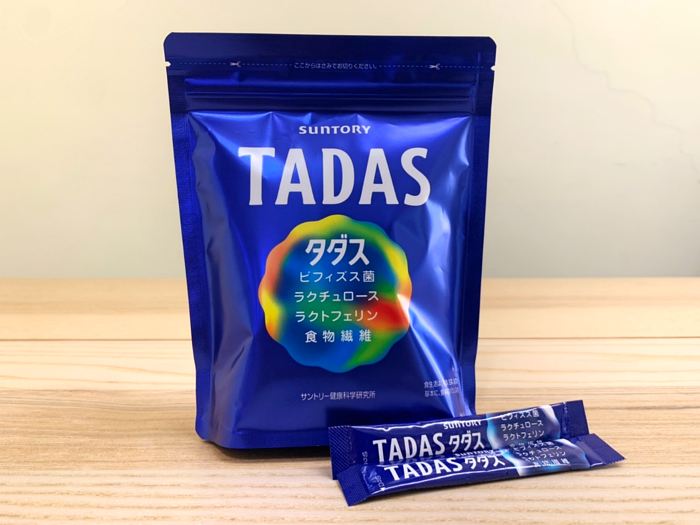 ここからはさみでお切りください。
SUNTORY
TADAS
タダス
ビフィズス菌
ラクチュロース
ラクトフェリン
食物繊維
サントリー健康科学研究所
SUNTORY
TADAS タダス
ビフィズス菌
ラクチュロース
ラクトフェリン
TADAS タダス